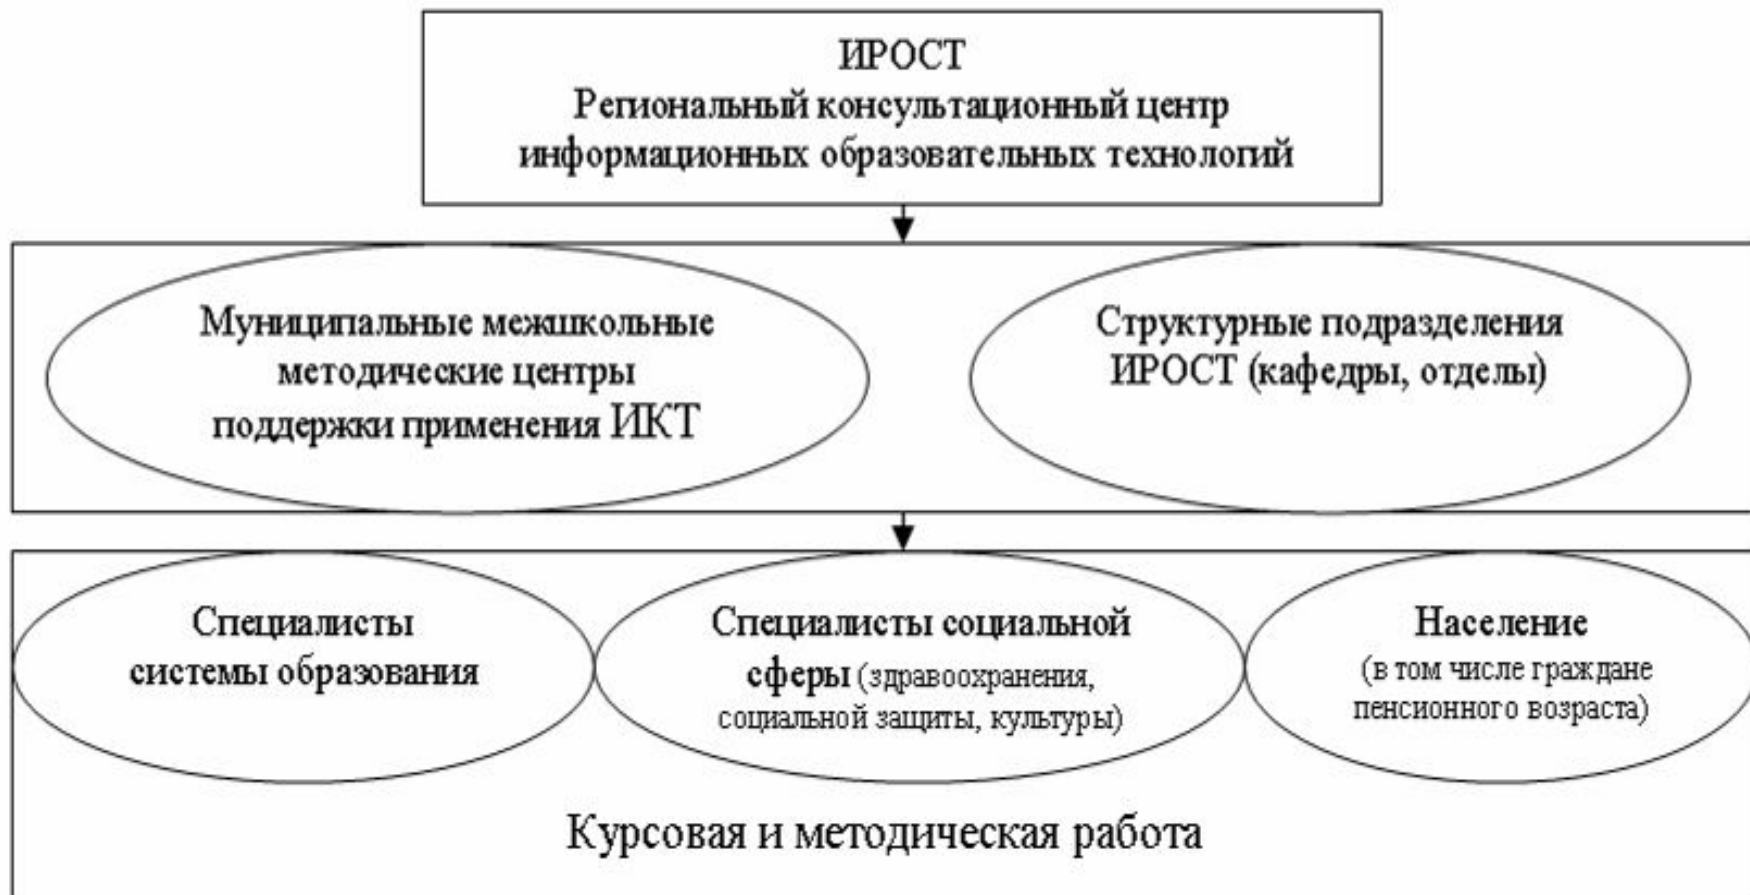 ИРОСТ
Региональный консультационный центр
информационных образовательных технологий
Муниципальные межшкольные
методические центры
поддержки применения ИКТ
Структурные подразделения
ИРОСТ (кафедры, отделы)
Специалисты
системы образования
Специалисты социальной
сферы (здравоохранения,
социальной защиты, культуры)
Население
(в том числе граждане
пенсионного возраста)
Курсовая и методическая работа